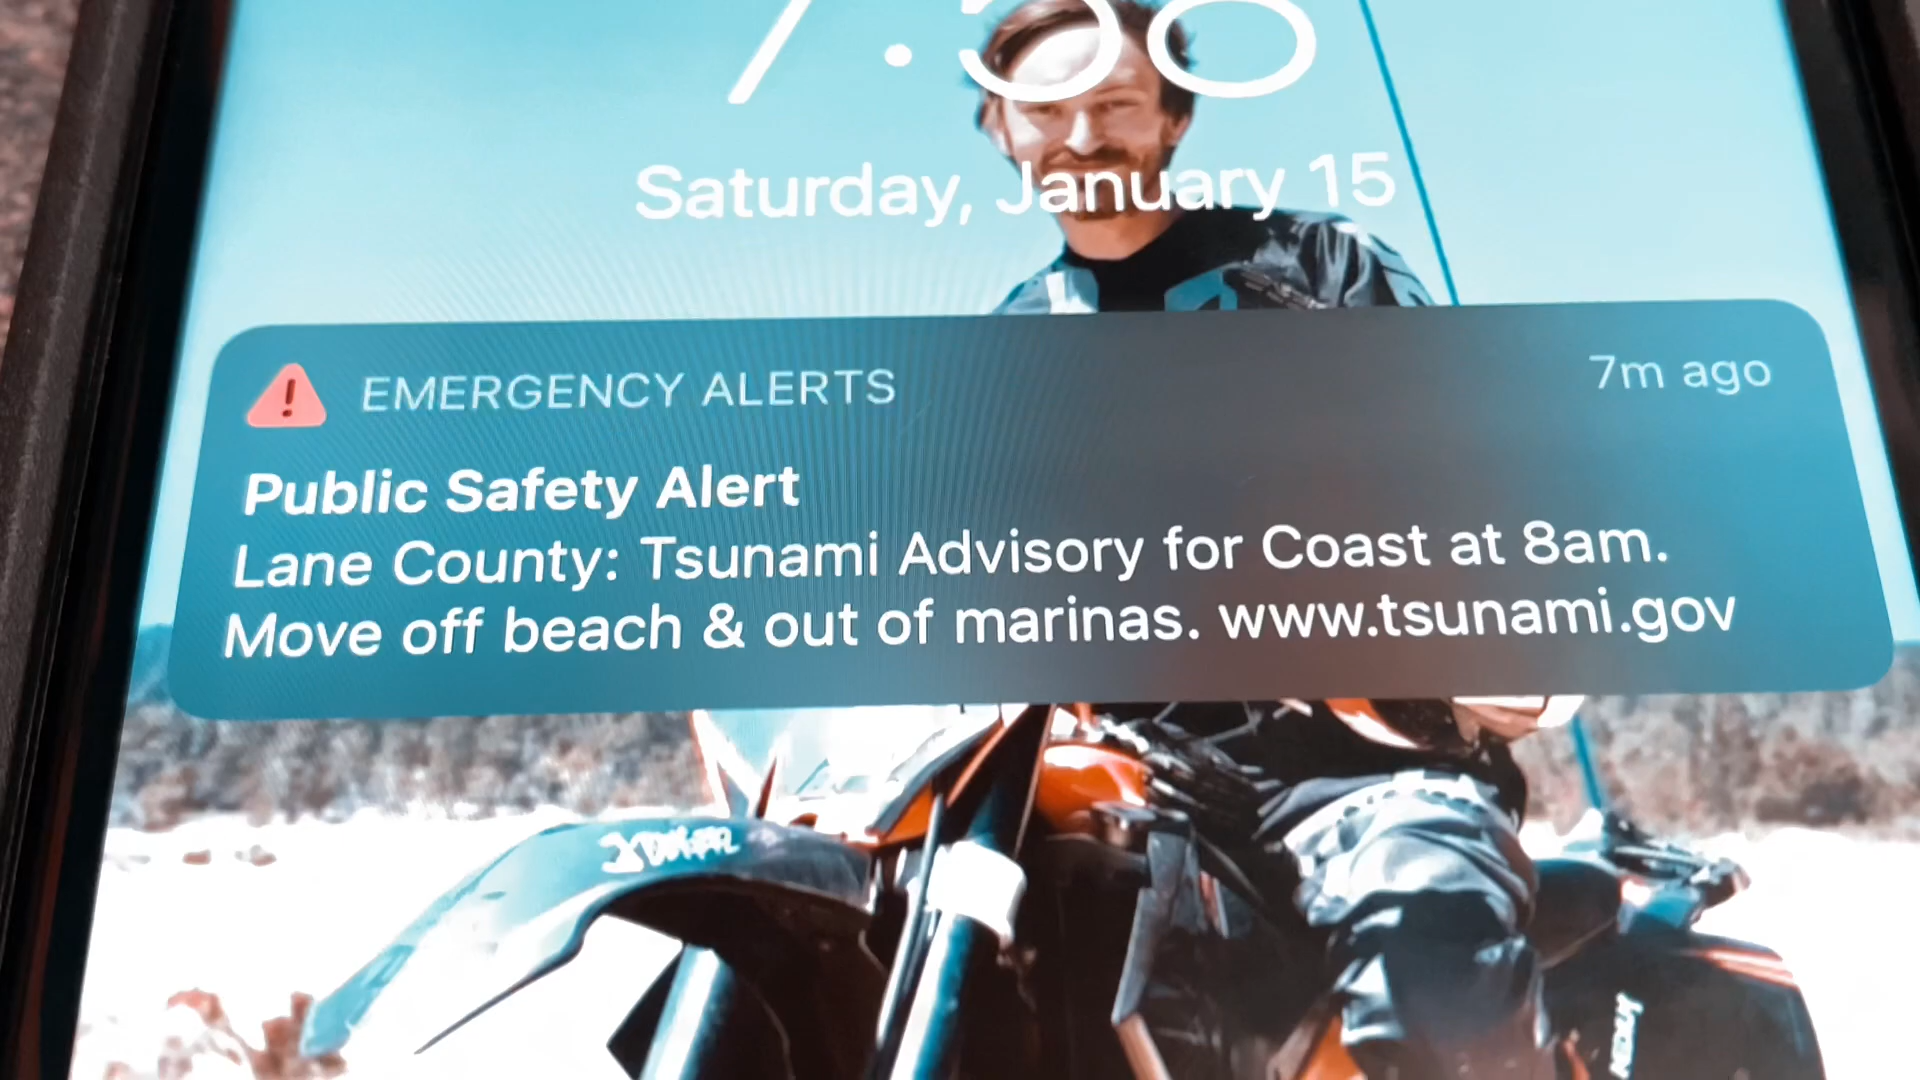 Saturday, January 15
EMERGENCY ALERTS 7m ago
Public Safety Alert
Lane County: Tsunami Advisory for Coast at 8am.
Move off beach & out of marinas. www.tsunami.gov